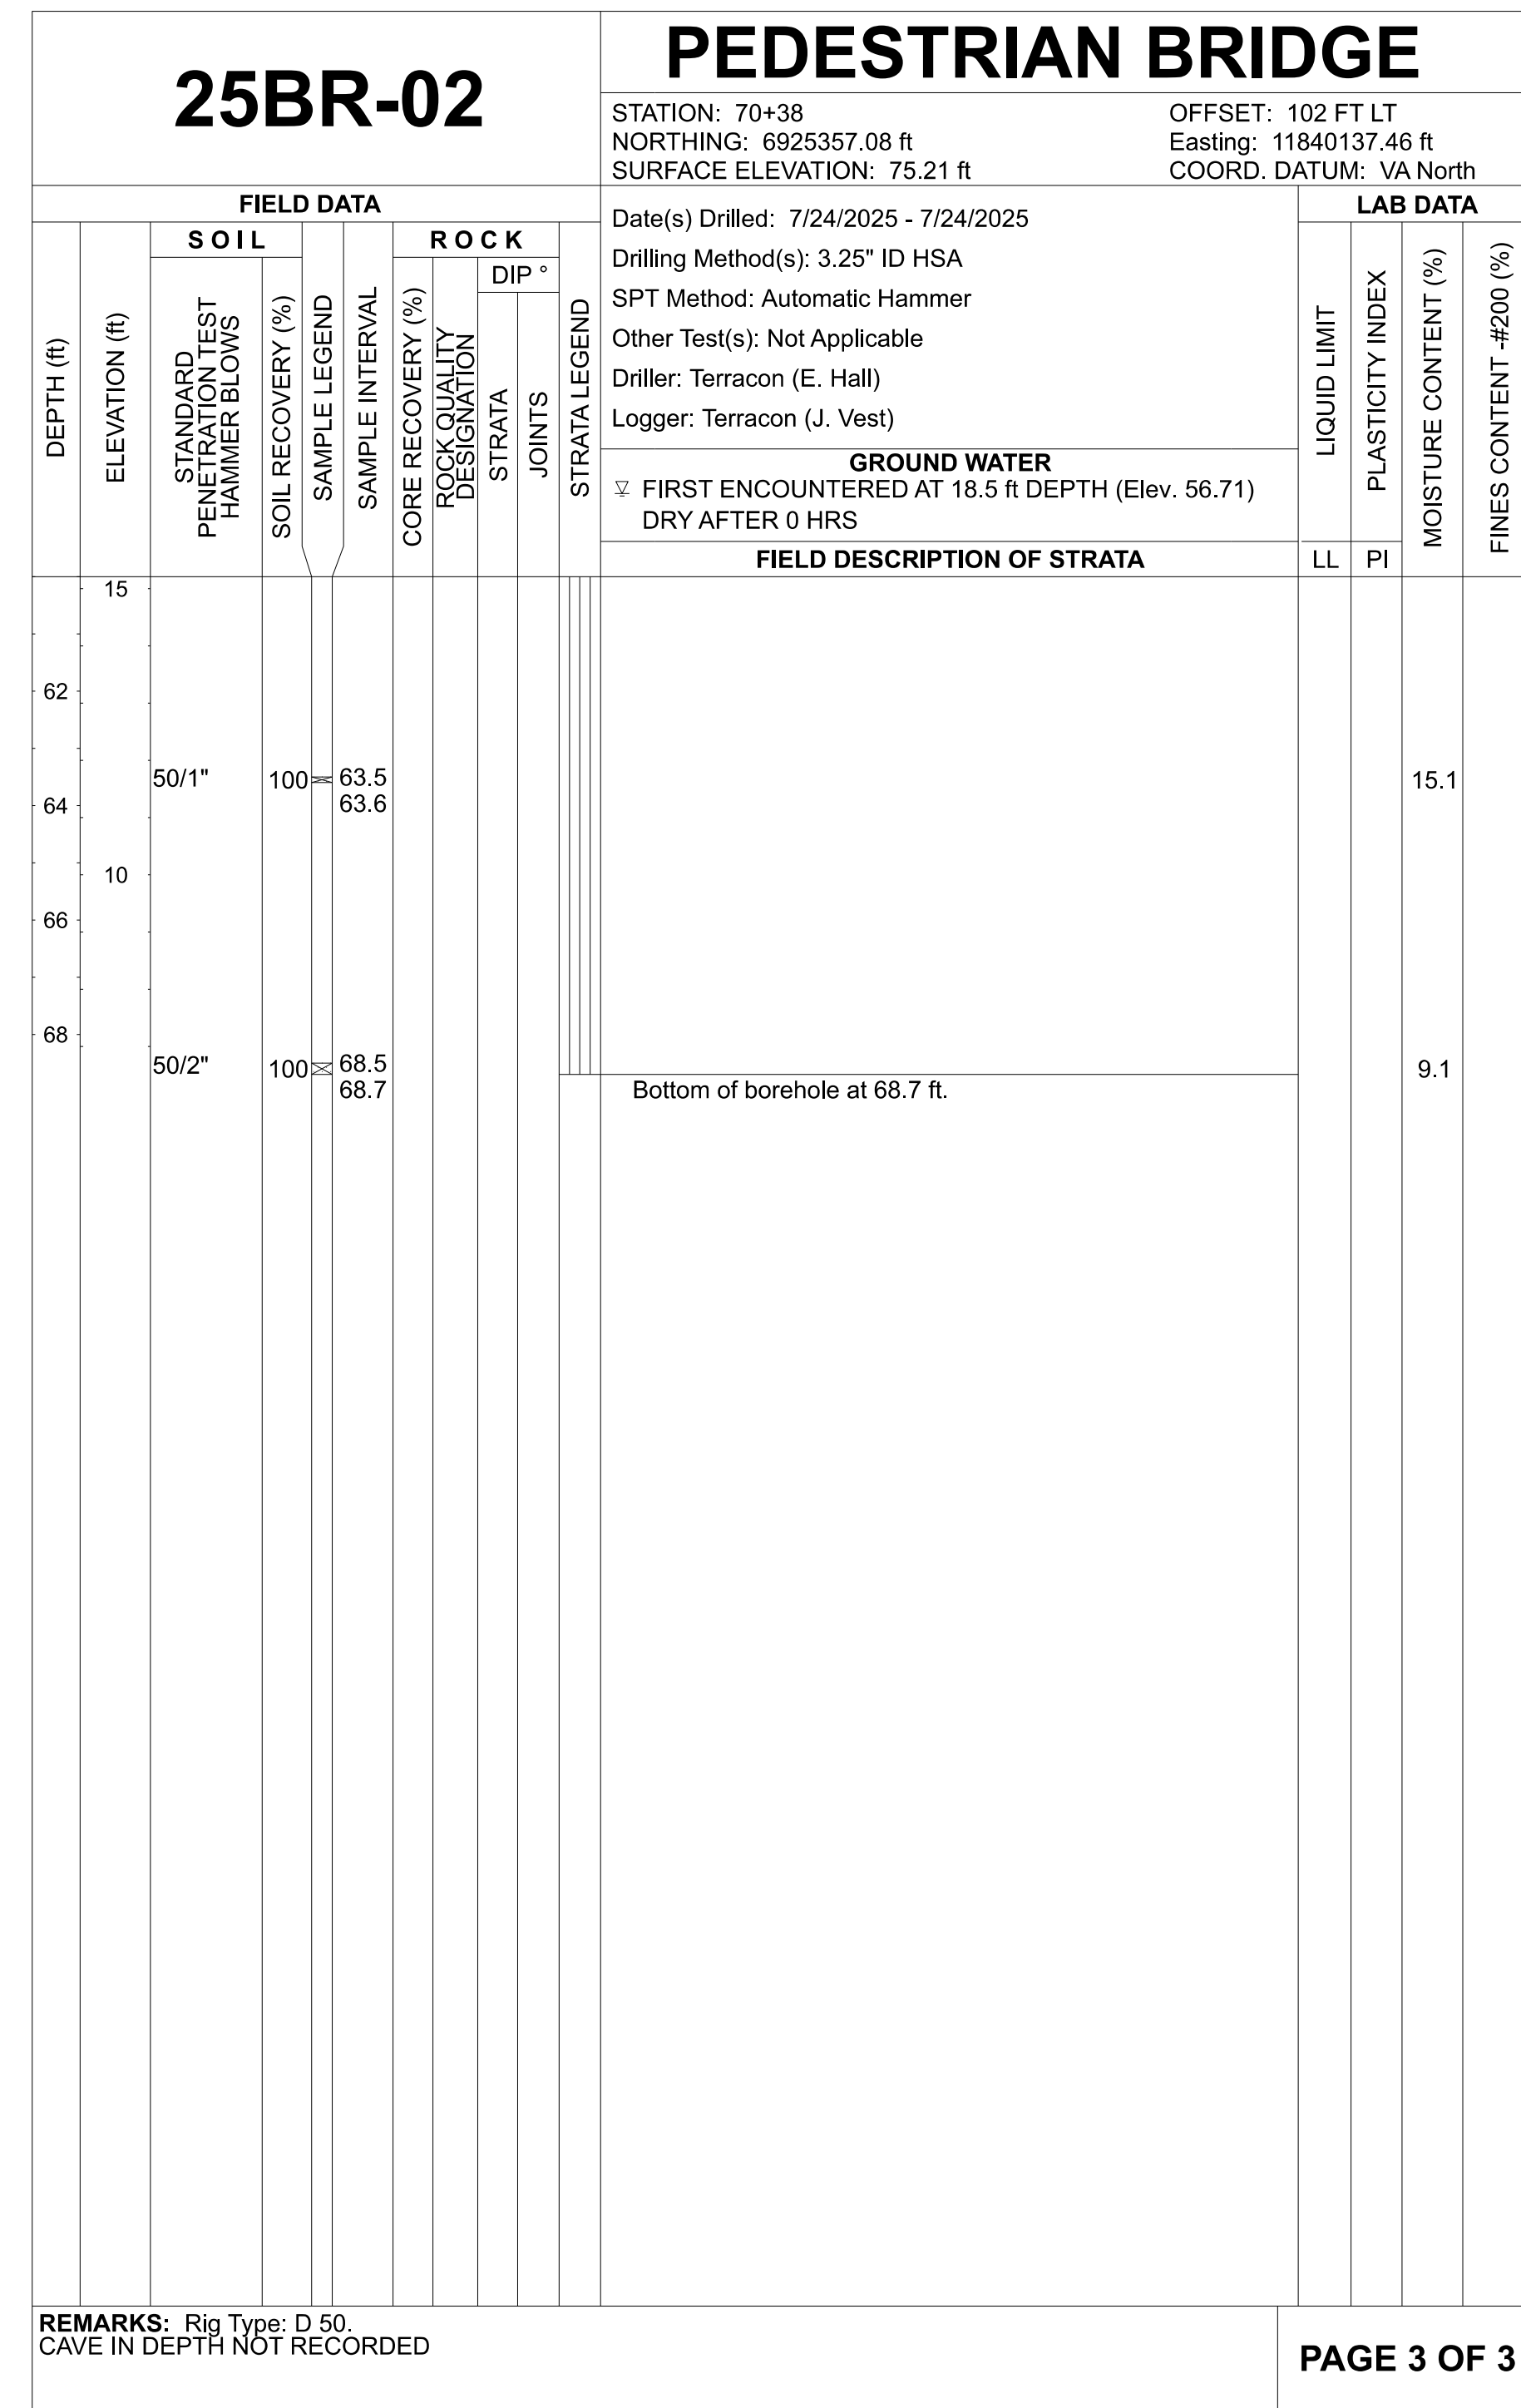 25BR-02
PEDESTRIAN BRIDGE
STATION: 70+38
OFFSET: 102 FT LT
NORTHING: 6925357.08 ft
Easting: 11840137.46 ft
SURFACE ELEVATION: 75.21 ft
COORD. DATUM: VA North
FIELD DATA
SOIL
ROCK
DIP °
DEPTH (ft)
ELEVATION (ft)
STANDARD
PENETRATION TEST
HAMMER BLOWS
SOIL RECOVERY (%)
SAMPLE LEGEND
SAMPLE INTERVAL
CORE RECOVERY (%)
ROCK QUALITY
DESIGNATION
STRATA
JOINTS
STRATA LEGEND
Date(s) Drilled: 7/24/2025 - 7/24/2025
Drilling Method(s): 3.25" ID HSA
SPT Method: Automatic Hammer
Other Test(s): Not Applicable
Driller: Terracon (E. Hall)
Logger: Terracon (J. Vest)
GROUND WATER
FIRST ENCOUNTERED AT 18.5 ft DEPTH (Elev. 56.71)
DRY AFTER 0 HRS
FIELD DESCRIPTION OF STRATA
LAB DATA
LIQUID LIMIT
PLASTICITY INDEX
MOISTURE CONTENT (%)
FINES CONTENT -#200 (%)
LL
PI
15
62
50/1" 100 63.5 15.1
63.6
64
10
66
68
50/2" 100 68.5 9.1
68.7
Bottom of borehole at 68.7 ft.
REMARKS: Rig Type: D 50.
CAVE IN DEPTH NOT RECORDED
PAGE 3 OF 3